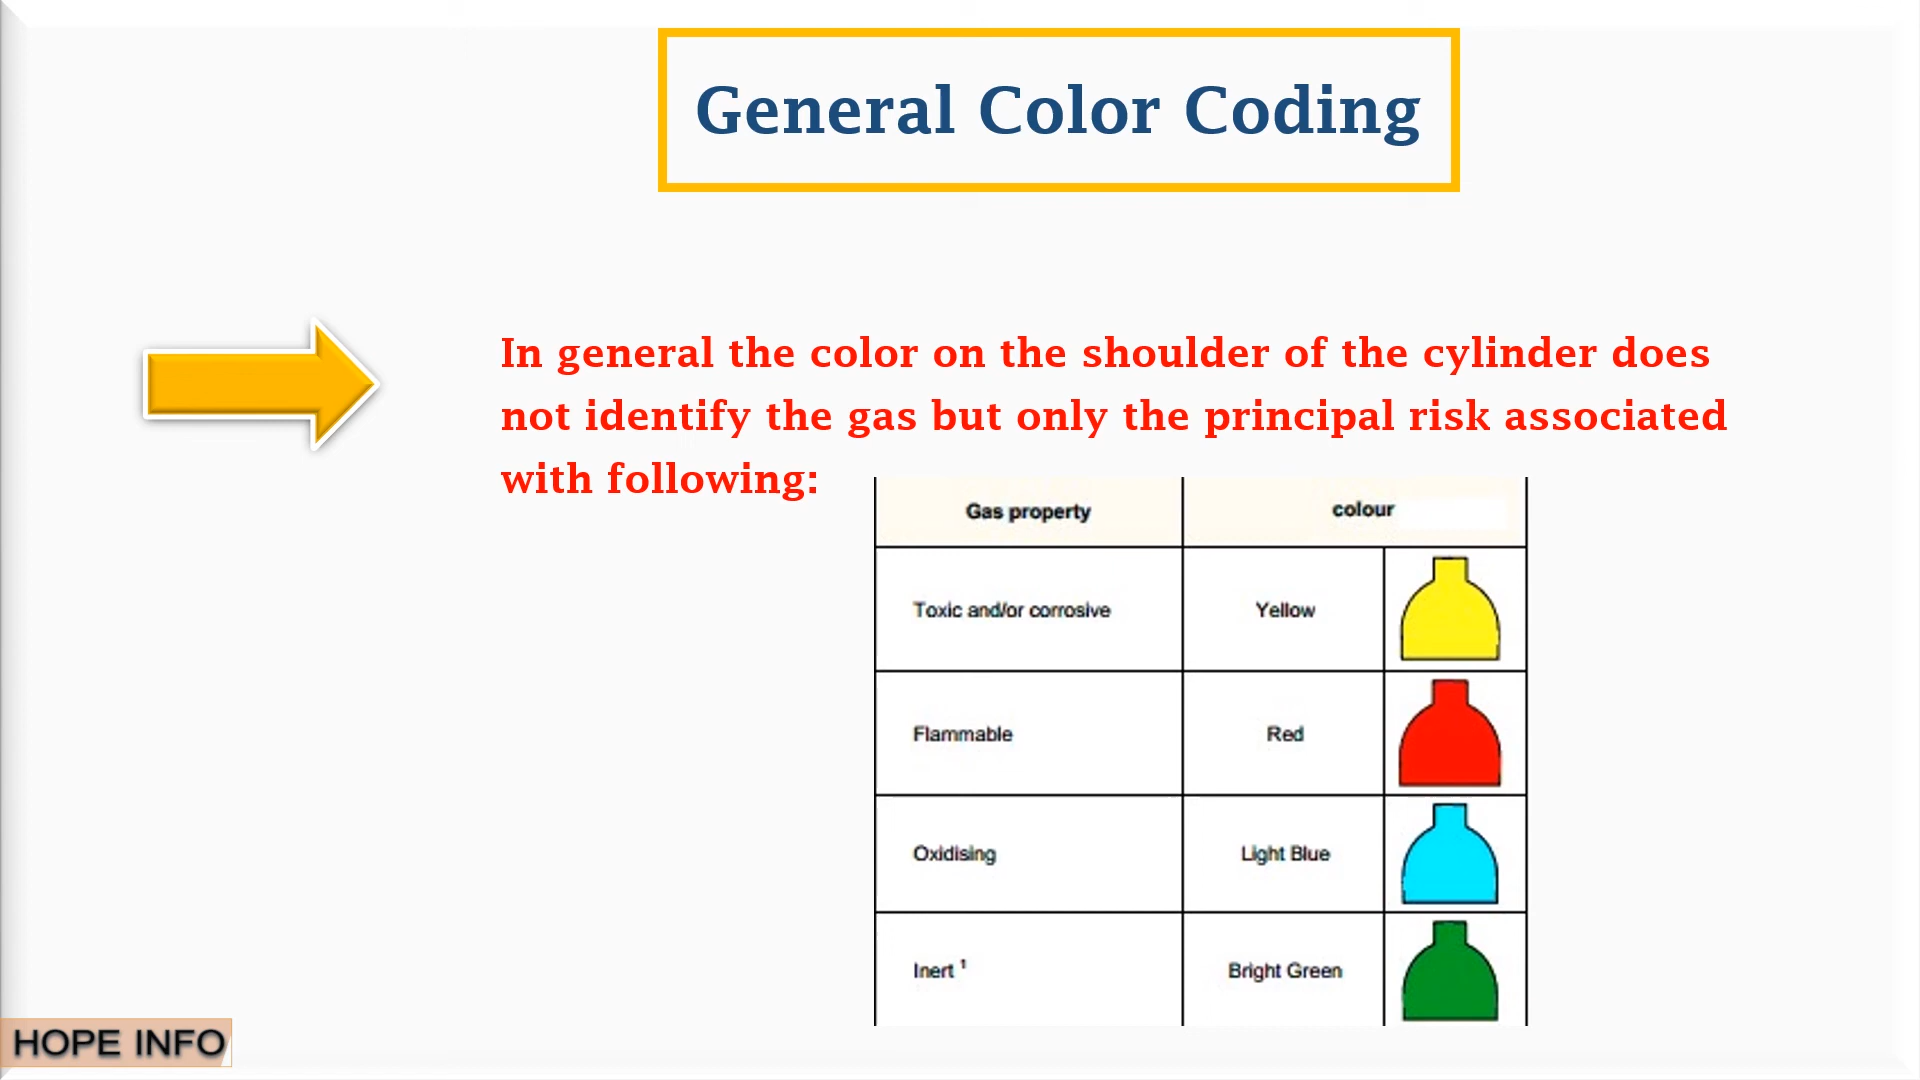 General Color Coding
In general the color on the shoulder of the cylinder does
not identify the gas but only the principal risk associated
with following:
Gas property colour
Toxic and/or corrosive Yellow
Flammable Red
Oxidising Light Blue
Inert ¹ Bright Green
HOPE INFO